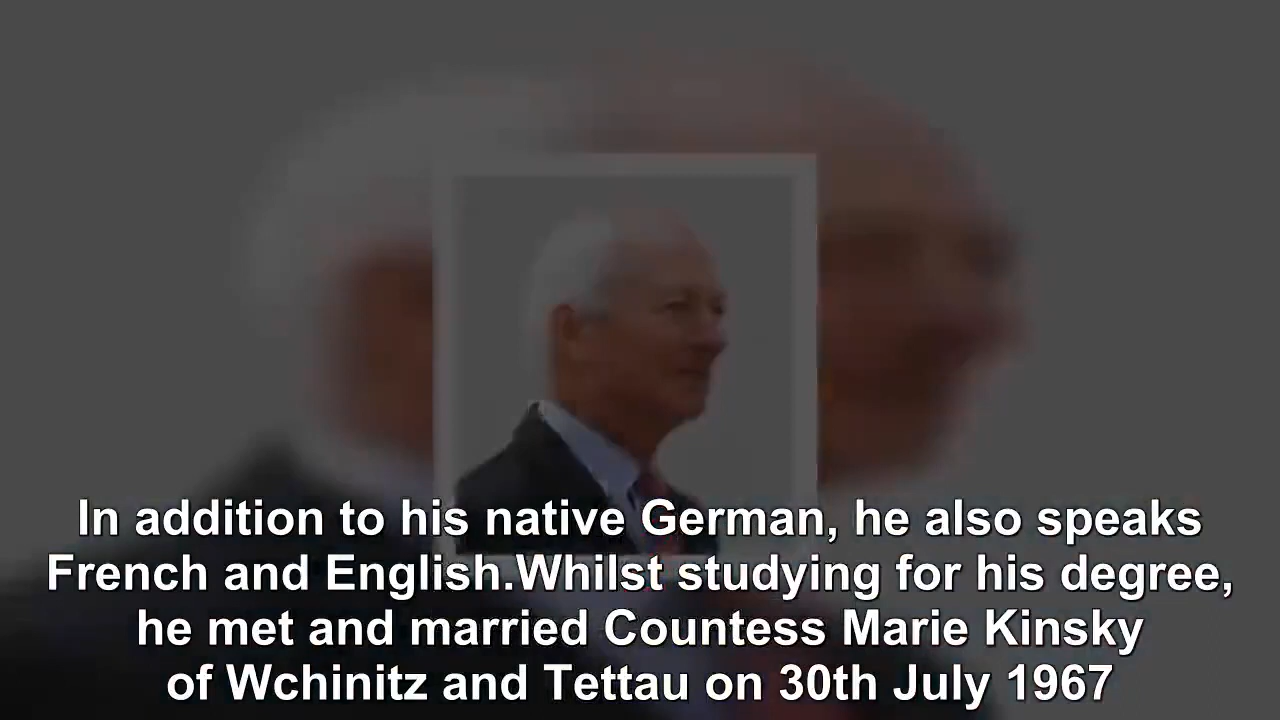 In addition to his native German, he also speaks
French and English.Whilst studying for his degree,
he met and married Countess Marie Kinsky
of Wchinitz and Tettau on 30th July 1967